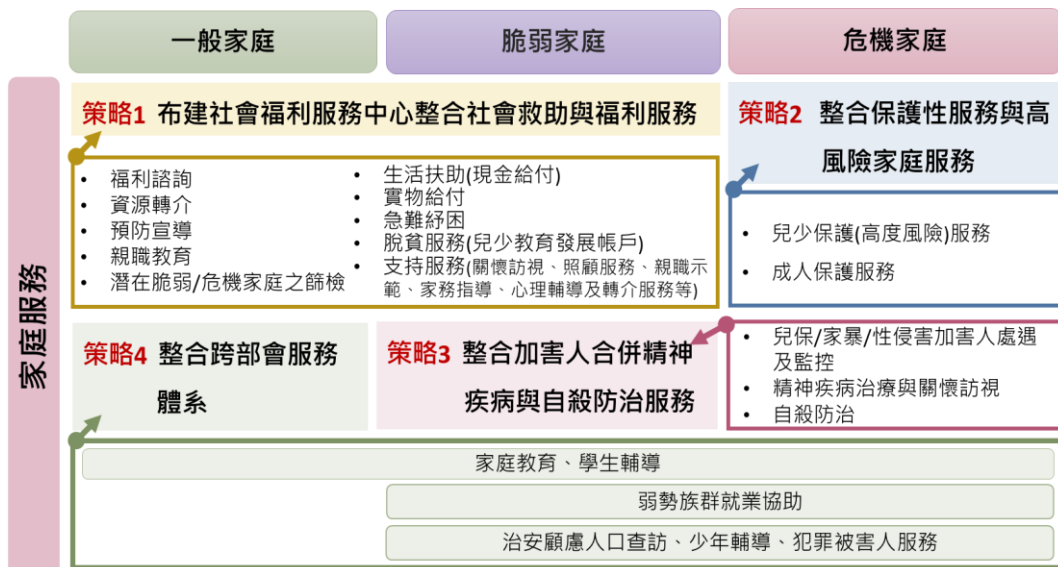 一般家庭
脆弱家庭
危機家庭
家庭服務
策略1 布建社會福利服務中心整合社會救助與福利服務
• 福利諮詢
• 資源轉介
• 預防宣導
• 親職教育
• 潛在脆弱/危機家庭之篩檢
• 生活扶助(現金給付)
• 實物給付
• 急難紓困
• 脫貧服務(兒少教育發展帳戶)
• 支持服務(關懷訪視、照顧服務、親職示
範、家務指導、心理輔導及轉介服務等)
策略2 整合保護性服務與高
風險家庭服務
• 兒少保護(高度風險)服務
• 成人保護服務
策略4 整合跨部會服務
體系
策略3 整合加害人合併精神
疾病與自殺防治服務
• 兒保/家暴/性侵害加害人處遇
及監控
• 精神疾病治療與關懷訪視
• 自殺防治
家庭教育、學生輔導
弱勢族群就業協助
治安顧慮人口查訪、少年輔導、犯罪被害人服務